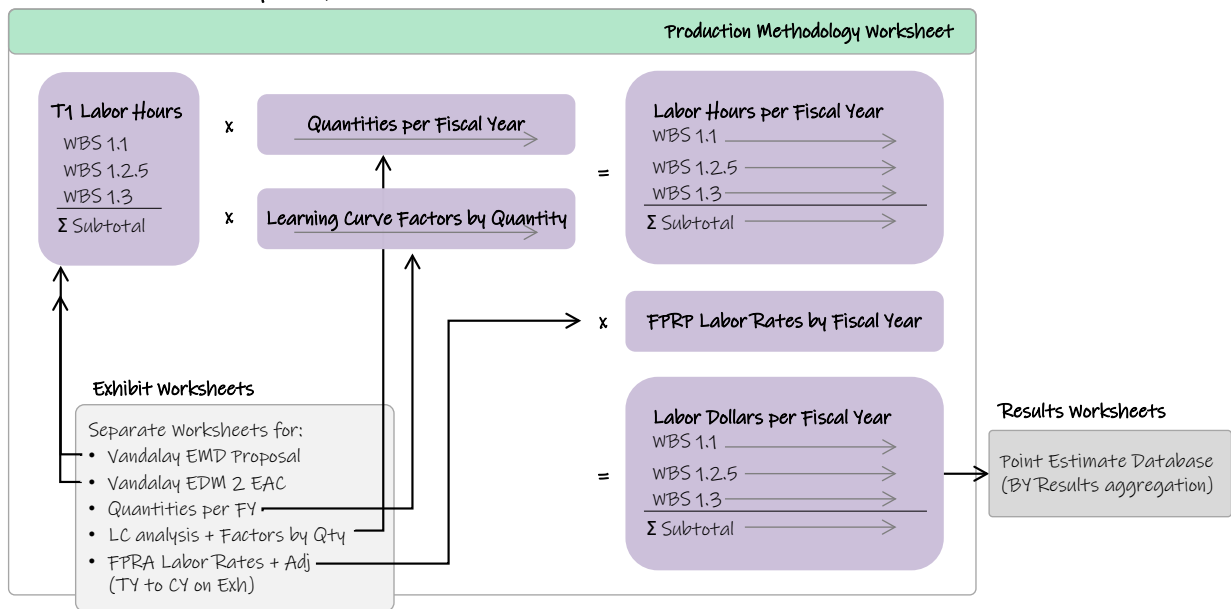 Production Methodology Worksheet
T1 Labor Hours
WBS 1.1
WBS 1.2.5
WBS 1.3
Σ Subtotal
x
Quantities per Fiscal Year
x
Learning Curve Factors by Quantity
=
Labor Hours per Fiscal Year
WBS 1.1
WBS 1.2.5
WBS 1.3
Σ Subtotal
x
FPRP Labor Rates by Fiscal Year
Exhibit Worksheets
Separate Worksheets for:
• Vandalay EMD Proposal
• Vandalay EDM 2 EAC
• Quantities per FY
• LC analysis + Factors by Qty
• FPRA Labor Rates + Adj
(TY to CY on Exh)
=
Labor Dollars per Fiscal Year
WBS 1.1
WBS 1.2.5
WBS 1.3
Σ Subtotal
Results Worksheets
Point Estimate Database
(BY Results aggregation)